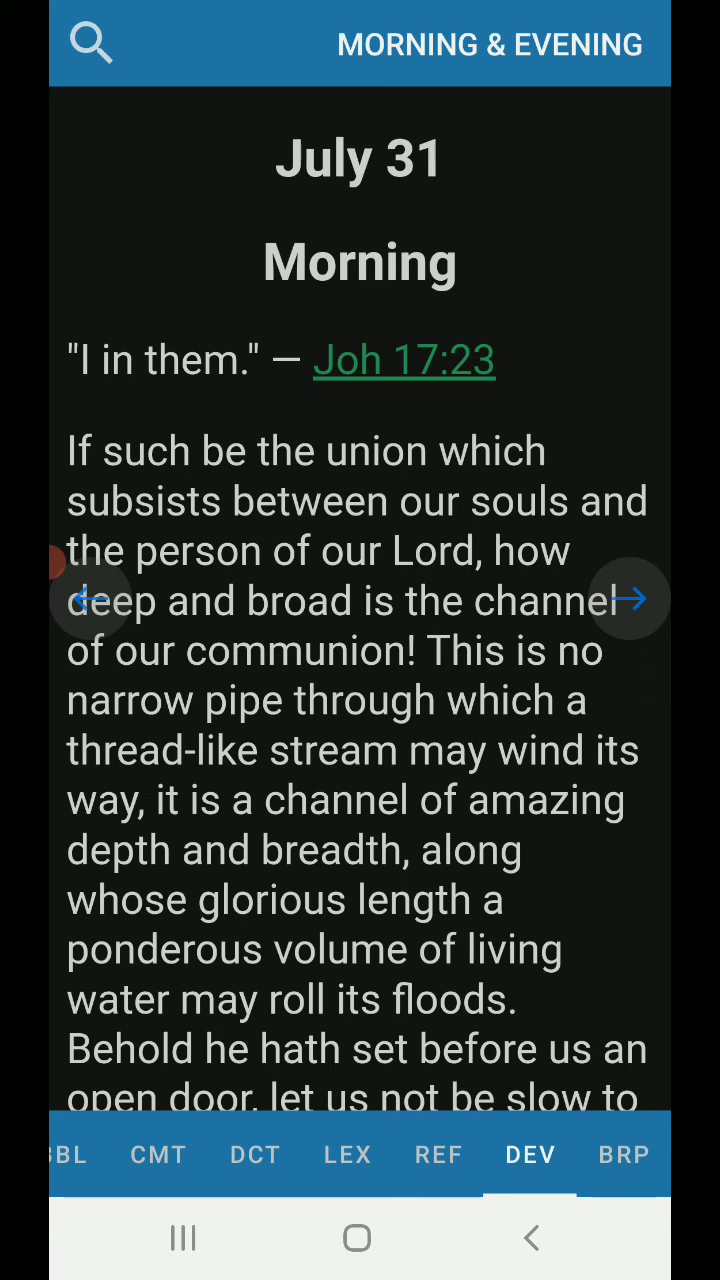 MORNING & EVENING
July 31
Morning
"I in them." — Joh 17:23
If such be the union which
subsists between our souls and
the person of our Lord, how
deep and broad is the channel
of our communion! This is no
narrow pipe through which a
thread-like stream may wind its
way, it is a channel of amazing
depth and breadth, along
whose glorious length a
ponderous volume of living
water may roll its floods.
Behold he hath set before us an
open door, let us not be slow to
BBL CMT DCT LEX REF DEV BRP